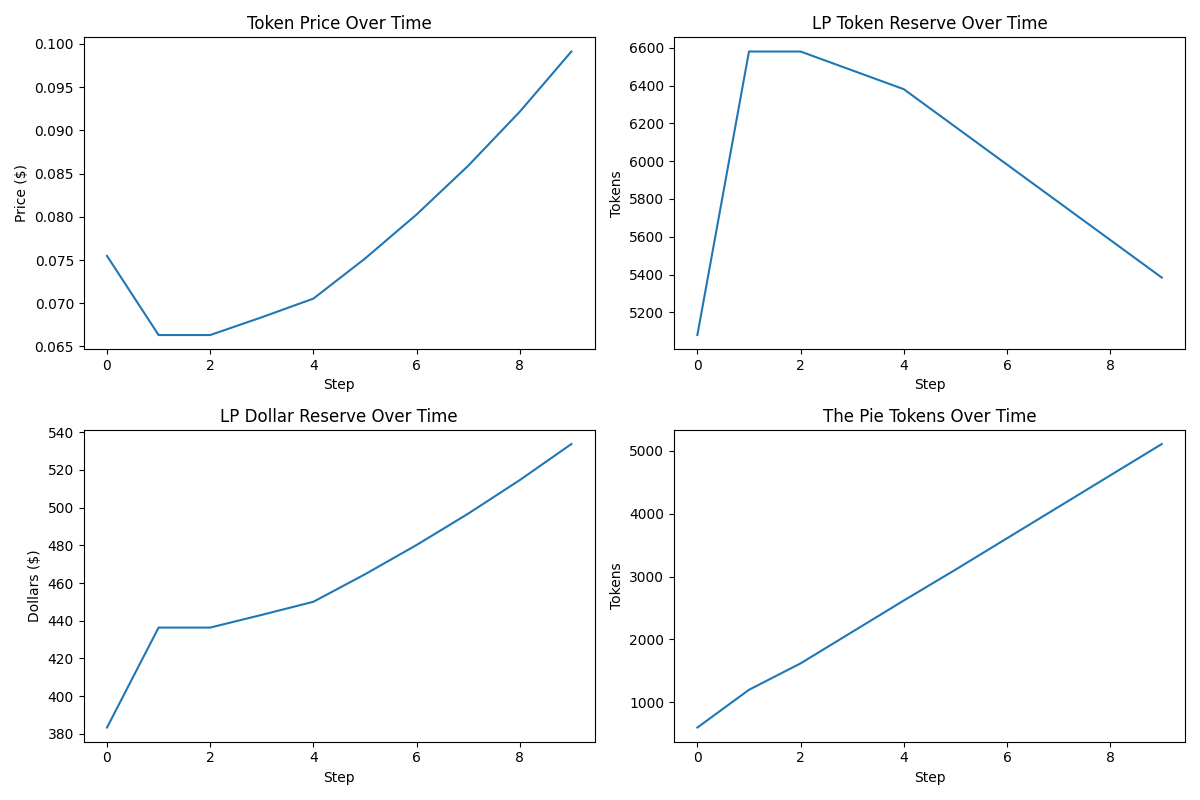 Token Price Over Time
0.100
0.095
0.090
0.085
0.080
0.075
0.070
0.065
Price ($)
0 2 4 6 8
Step
LP Token Reserve Over Time
6600
6400
6200
6000
5800
5600
5400
5200
Tokens
0 2 4 6 8
Step
LP Dollar Reserve Over Time
540
520
500
480
460
440
420
400
380
Dollars ($)
0 2 4 6 8
Step
The Pie Tokens Over Time
5000
4000
3000
2000
1000
Tokens
0 2 4 6 8
Step